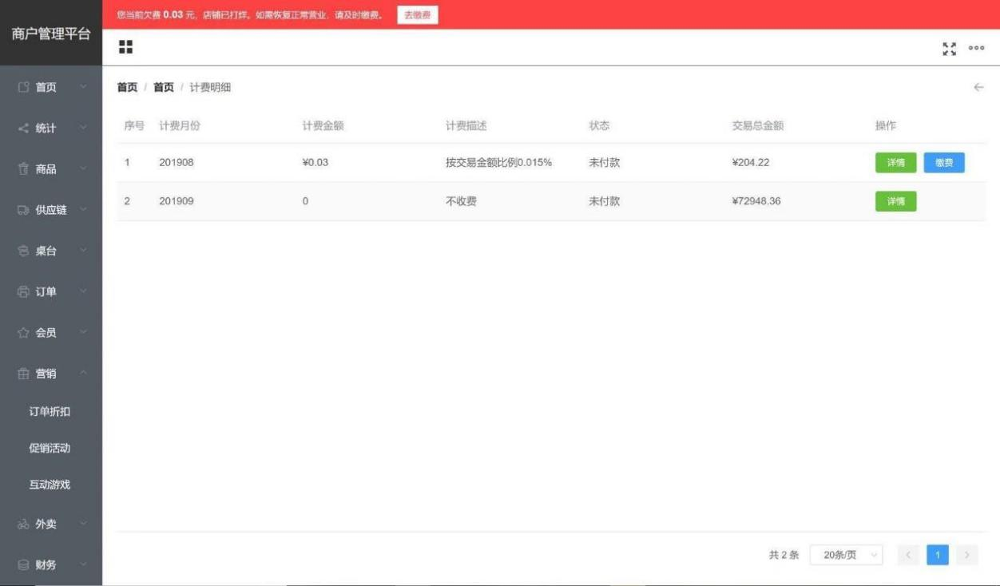 商户管理平台
您当前欠费 0.03 元，店铺已打烊。如需恢复正常营业，请及时缴费。 去缴费
首页 / 首页 / 计费明细
首页
统计
商品
供应链
桌台
订单
会员
营销
订单折扣
促销活动
互动游戏
外卖
财务
序号 计费月份 计费金额 计费描述 状态 交易总金额 操作
1 201908 ¥0.03 按交易金额比例0.015% 未付款 ¥204.22 详情 缴费
2 201909 0 不收费 未付款 ¥72948.36 详情
共 2 条 20条/页 1